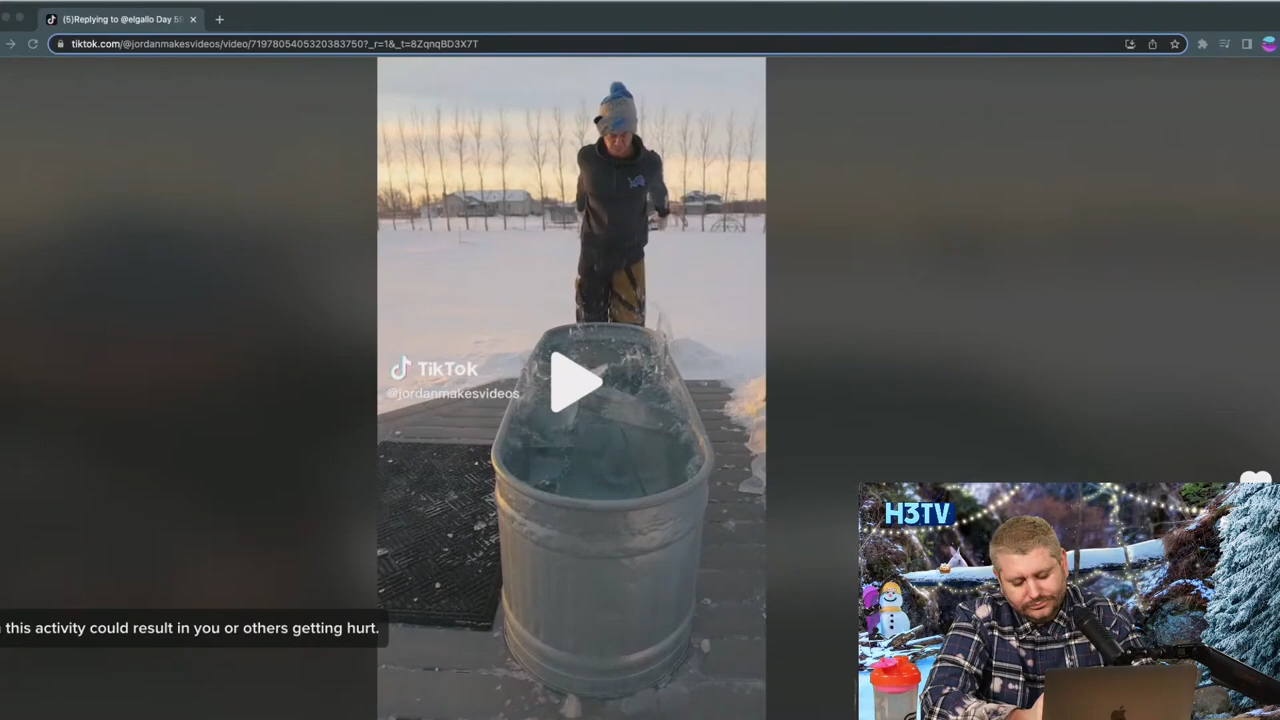 (5)Replying to @elgallo Day 55
tiktok.com/@jordanmakesvideos/video/7197805405320383750?_r=1&_t=8ZqnqBD3X7T
TikTok
@jordanmakesvideos
this activity could result in you or others getting hurt.
H3TV